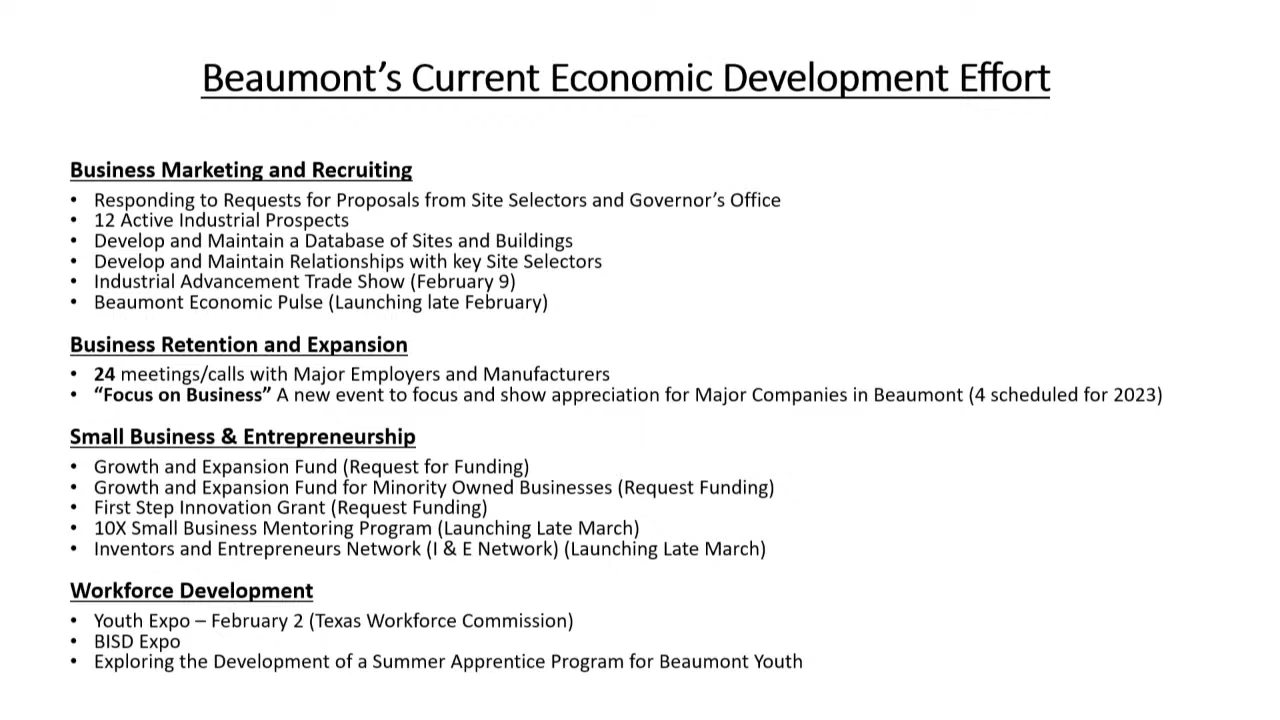 Beaumont’s Current Economic Development Effort
Business Marketing and Recruiting
• Responding to Requests for Proposals from Site Selectors and Governor’s Office
• 12 Active Industrial Prospects
• Develop and Maintain a Database of Sites and Buildings
• Develop and Maintain Relationships with key Site Selectors
• Industrial Advancement Trade Show (February 9)
• Beaumont Economic Pulse (Launching late February)
Business Retention and Expansion
• 24 meetings/calls with Major Employers and Manufacturers
• “Focus on Business” A new event to focus and show appreciation for Major Companies in Beaumont (4 scheduled for 2023)
Small Business & Entrepreneurship
• Growth and Expansion Fund (Request for Funding)
• Growth and Expansion Fund for Minority Owned Businesses (Request Funding)
• First Step Innovation Grant (Request Funding)
• 10X Small Business Mentoring Program (Launching Late March)
• Inventors and Entrepreneurs Network (I & E Network) (Launching Late March)
Workforce Development
• Youth Expo – February 2 (Texas Workforce Commission)
• BISD Expo
• Exploring the Development of a Summer Apprentice Program for Beaumont Youth